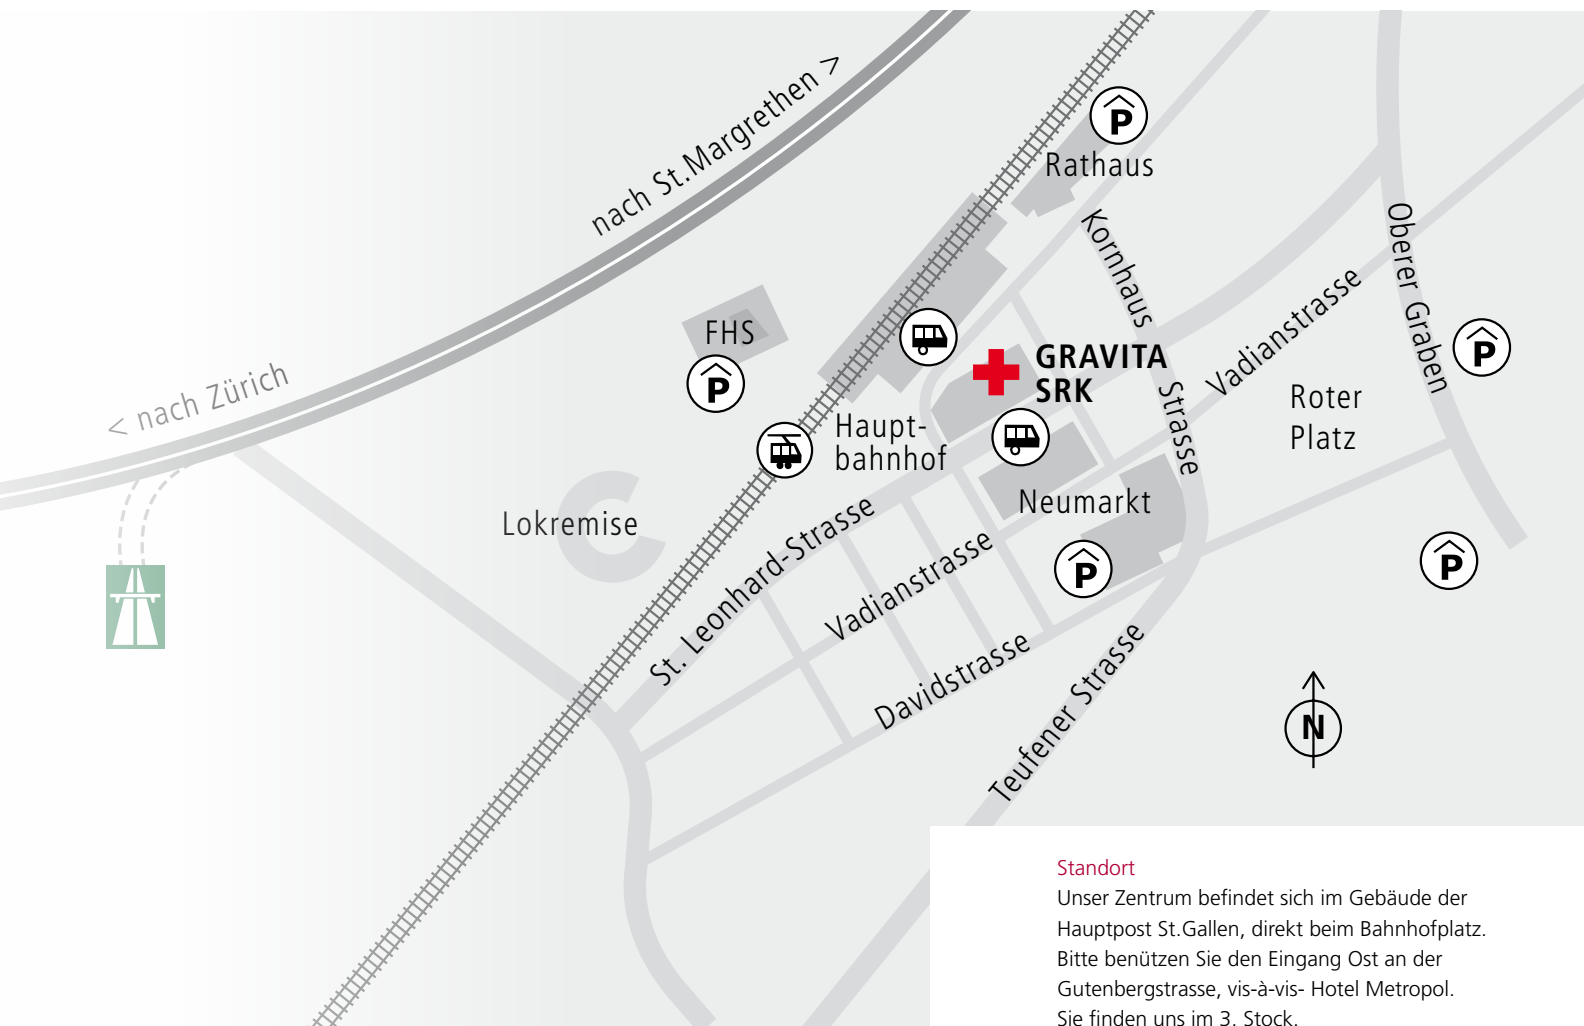 nach St.Margrethen >
P
Rathaus
Kornhaus
Strasse
Oberer Graben
FHS
P
< nach Zürich
GRAVITA
SRK
Vadianstrasse
P
Roter
Platz
Haupt-
bahnhof
Lokremise
Neumarkt
St. Leonhard-Strasse
Vadianstrasse
P
P
Davidstrasse
Teufener Strasse
N
Standort
Unser Zentrum befindet sich im Gebäude der
Hauptpost St.Gallen, direkt beim Bahnhofplatz.
Bitte benützen Sie den Eingang Ost an der
Gutenbergstrasse, vis-à-vis- Hotel Metropol.
Sie finden uns im 3. Stock.